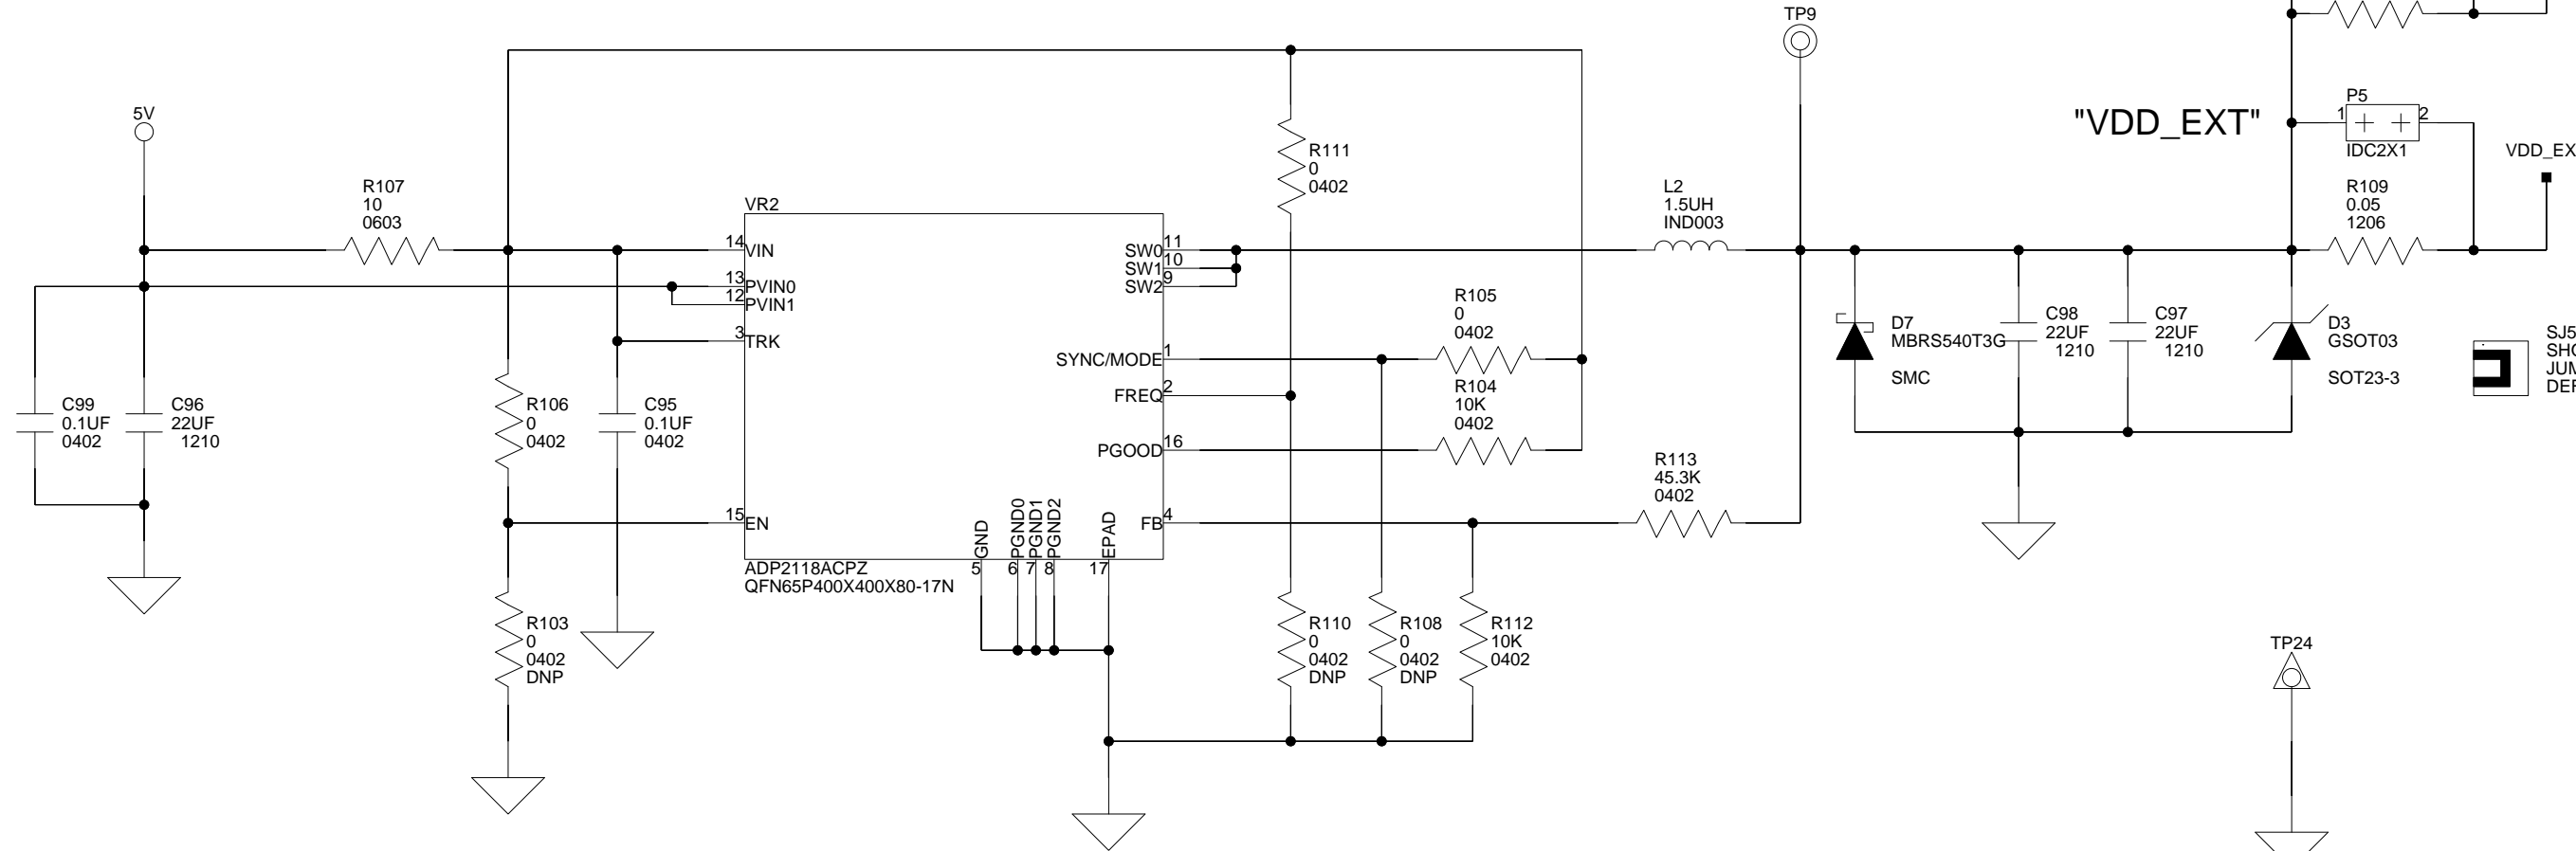 TP9
"VDD_EXT"
P5
1
2
IDC2X1
VDD_EX
5V
R107
10
0603
R111
0
0402
L2
1.5UH
IND003
R109
0.05
1206
VR2
14
VIN
13
PVIN0
12
PVIN1
3
TRK
15
EN
SW0
11
SW1
10
SW2
9
SYNC/MODE
1
FREQ
2
PGOOD
16
FB
4
GND
5
PGND0
6
PGND1
7
PGND2
8
EPAD
17
ADP2118ACPZ
QFN65P400X400X80-17N
R105
0
0402
R104
10K
0402
R113
45.3K
0402
D7
MBRS540T3G
SMC
C98
22UF
1210
C97
22UF
1210
D3
GSOT03
SOT23-3
SJ5
SHO
JUM
DEF
C99
0.1UF
0402
C96
22UF
1210
R106
0
0402
C95
0.1UF
0402
R103
0
0402
DNP
R110
0
0402
DNP
R108
0
0402
DNP
R112
10K
0402
TP24